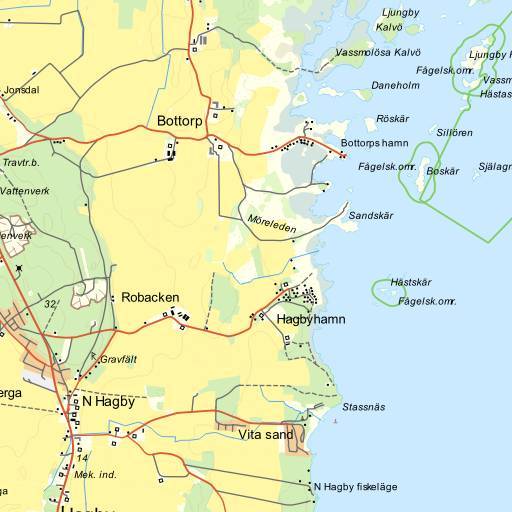 Ljungby
Kalvö
Vassmolösa Kalvö
Ljungby
Fågelsk.omr.
Daneholm
Vassm
Hästas
Jonsdal
Bottorp
Röskär
Sillören
Bottorps hamn
Travtr.b.
Fågelsk.omr.
Boskär
Själagr
Vattenverk
Möreleden
Sandskär
enverk
Hästskär
Robacken
Fågelsk.omr.
32
Hagbyhamn
Gravfält
erga
N Hagby
Stassnäs
Vita sand
14
Mek. ind.
N Hagby fiskeläge
ga
Hagby